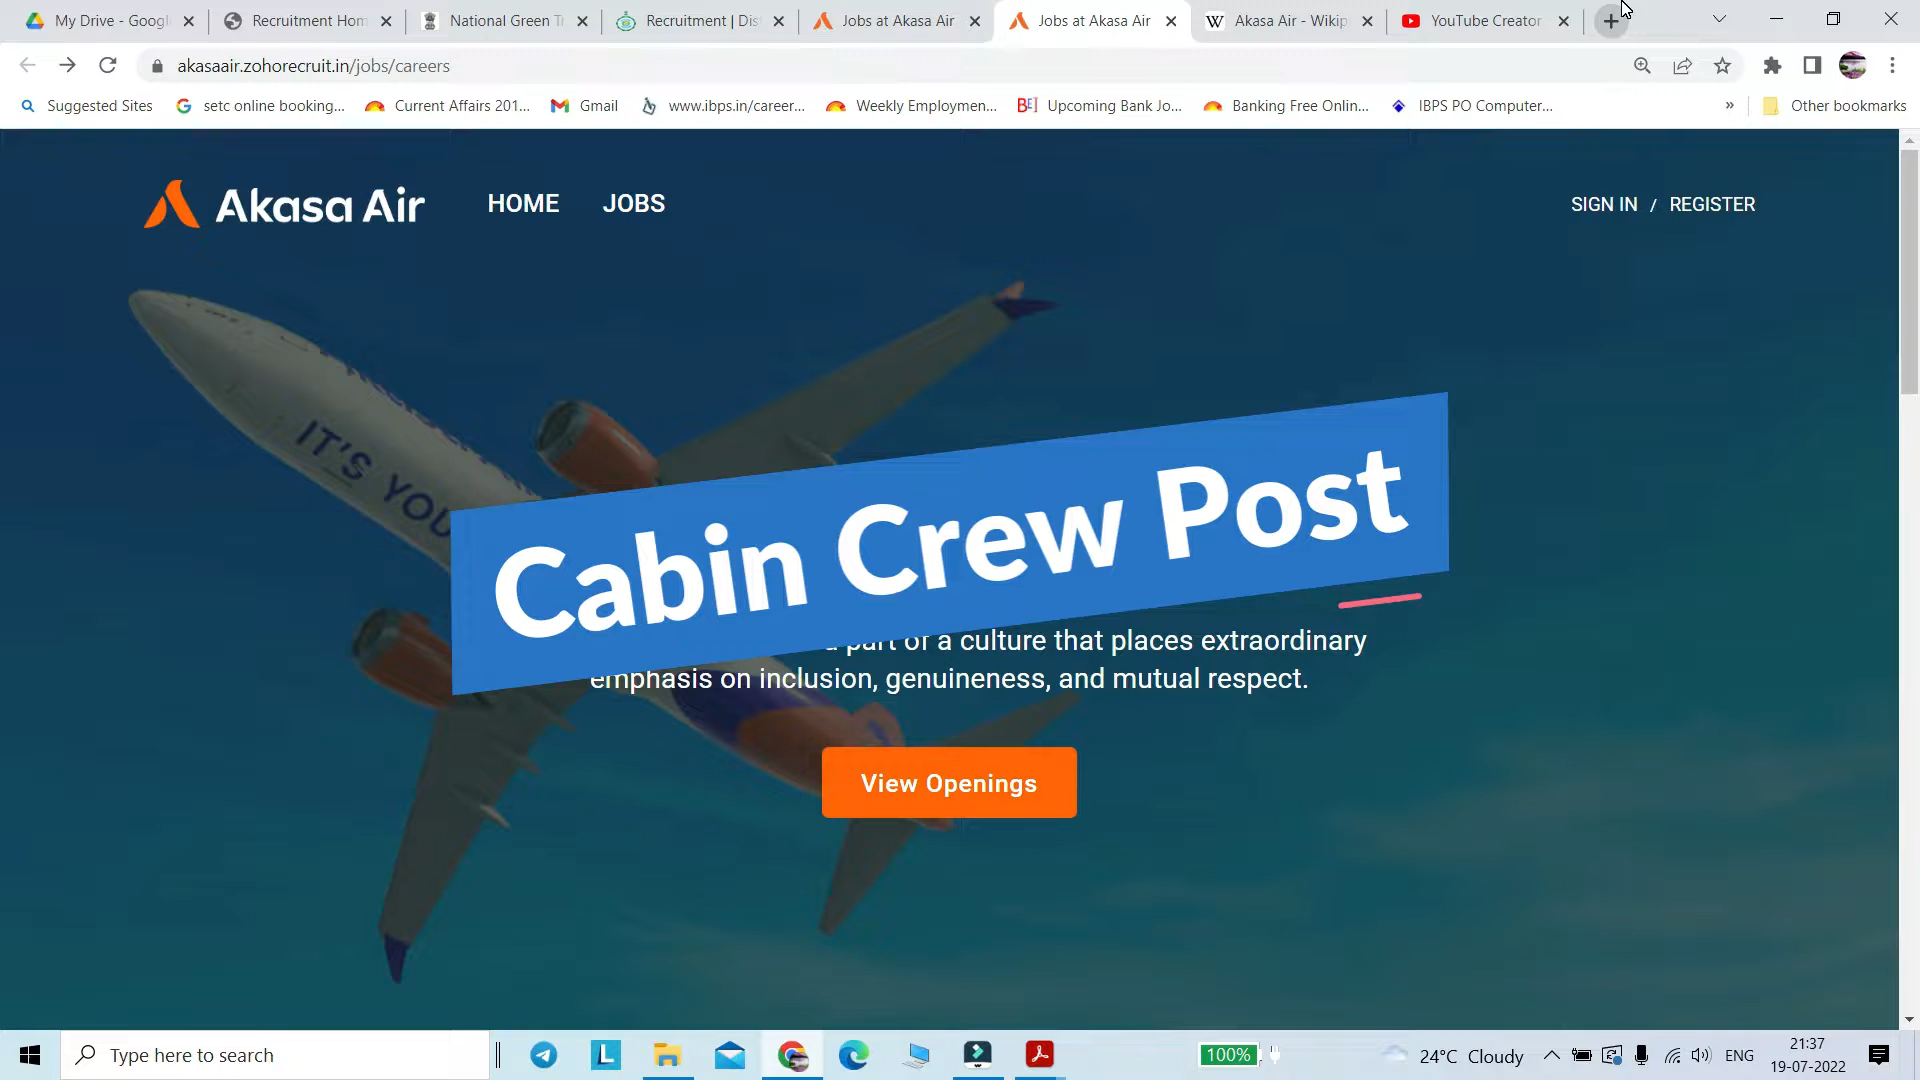 My Drive - Googl
Recruitment Hom
National Green T
Recruitment | Dis
Jobs at Akasa Air
Jobs at Akasa Air
Akasa Air - Wikip
YouTube Creator
akasaair.zohorecruit.in/jobs/careers
Suggested Sites
setc online booking...
Current Affairs 201...
Gmail
www.ibps.in/career...
Weekly Employmen...
Upcoming Bank Jo...
Banking Free Onlin...
IBPS PO Computer...
»
Other bookmarks
Akasa Air
HOME
JOBS
SIGN IN / REGISTER
IT'S YOU
Cabin Crew Post
part of a culture that places extraordinary
emphasis on inclusion, genuineness, and mutual respect.
View Openings
Type here to search
100%
24°C Cloudy
ENG
21:37
19-07-2022